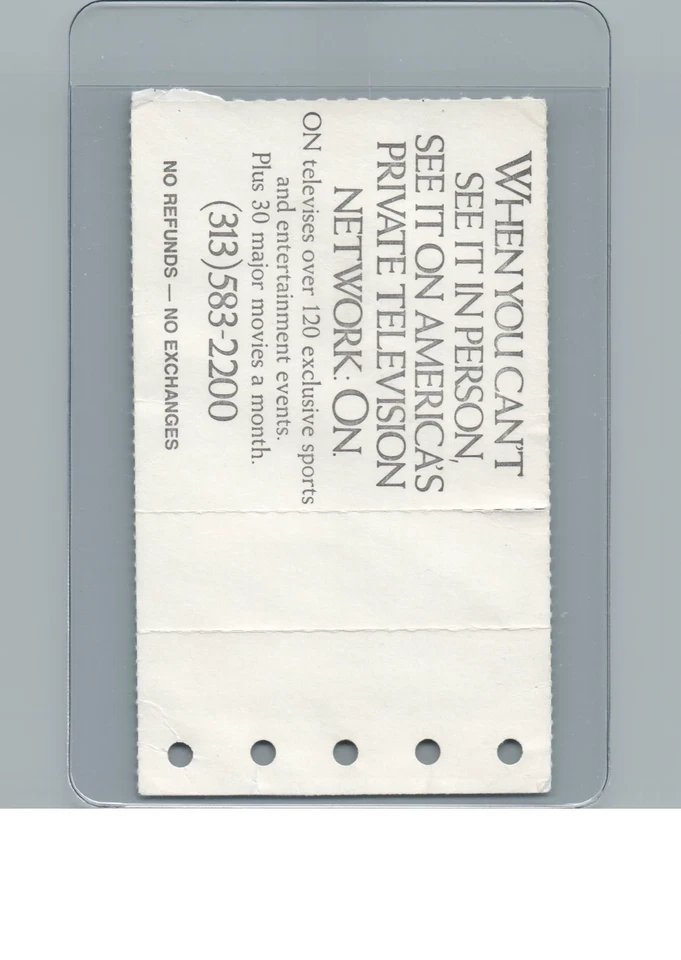 WHEN YOU CAN'T
SEE IT IN PERSON,
SEE IT ON AMERICA'S
PRIVATE TELEVISION
NETWORK: ON.
ON televises over 120 exclusive sports
and entertainment events.
Plus 30 major movies a month.
(313)583-2200
NO REFUNDS — NO EXCHANGES